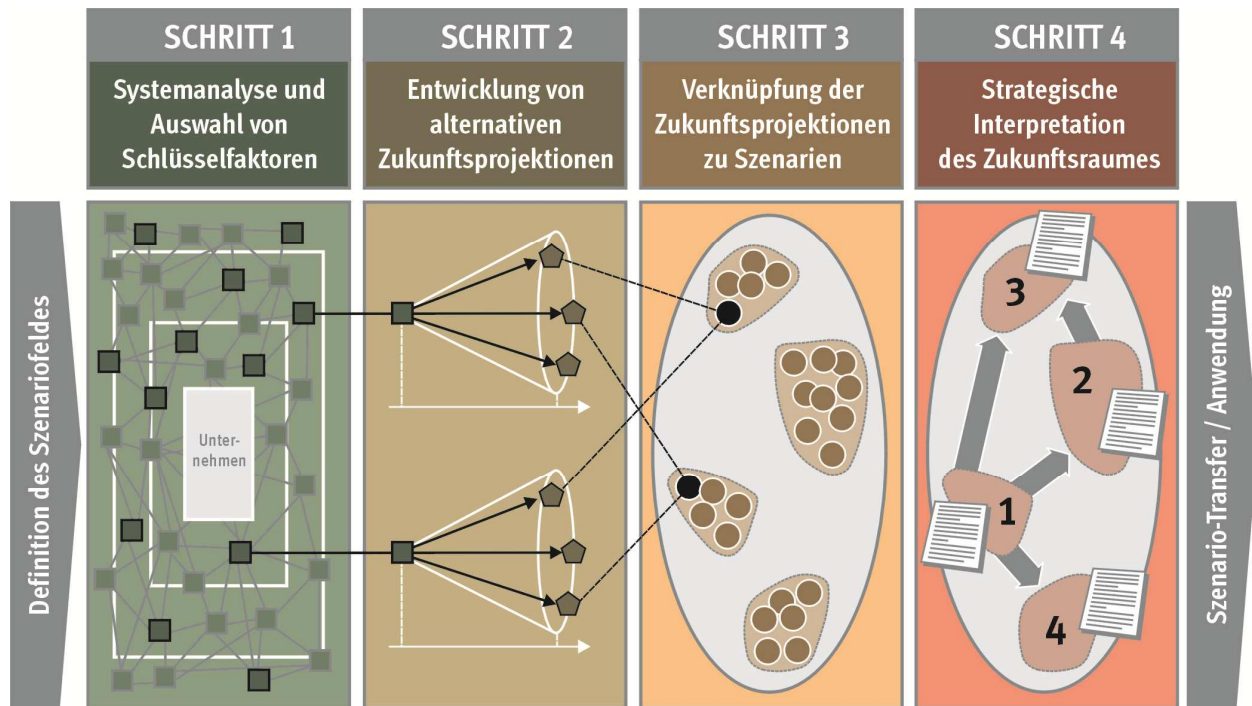 SCHRITT 1
Systemanalyse und
Auswahl von
Schlüsselfaktoren
SCHRITT 2
Entwicklung von
alternativen
Zukunftsprojektionen
SCHRITT 3
Verknüpfung der
Zukunftsprojektionen
zu Szenarien
SCHRITT 4
Strategische
Interpretation
des Zukunftsraumes
Definition des Szenariofeldes
Unter-
nehmen
3
2
1
4
Szenario-Transfer / Anwendung